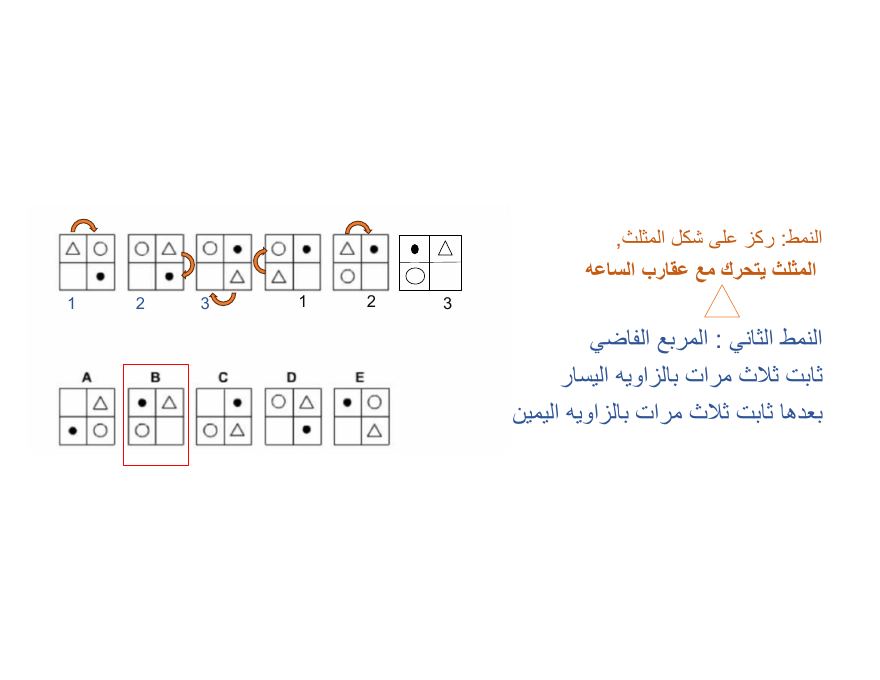 النمط: ركز على شكل المثلث,
المثلث يتحرك مع عقارب الساعه
النمط الثاني : المربع الفاضي
ثابت ثلاث مرات بالزاويه اليسار
بعدها ثابت ثلاث مرات بالزاويه اليمين
1 2 3 1 2 3
A B C D E